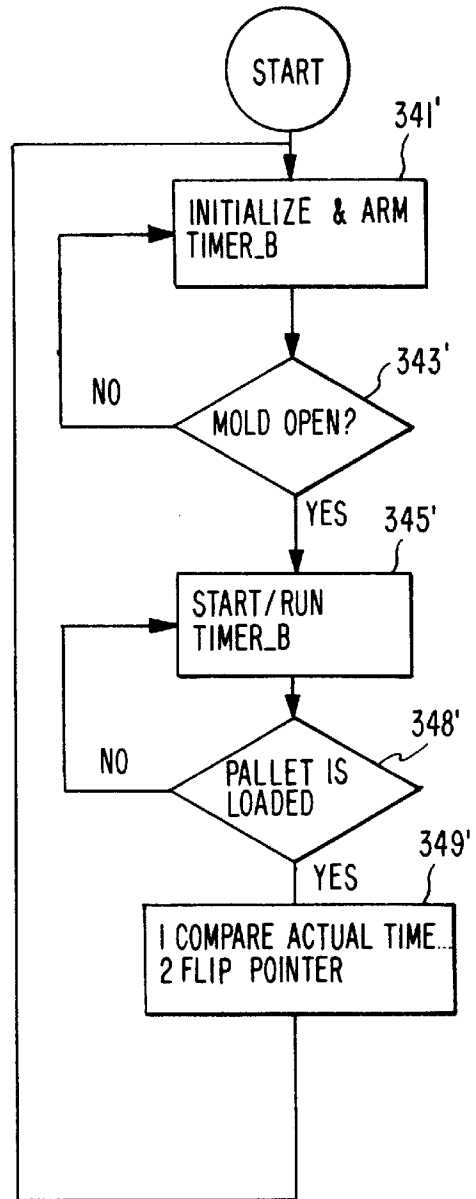 START
341'
INITIALIZE & ARM
TIMER_B
343'
NO
MOLD OPEN?
YES
345'
START/RUN
TIMER_B
348'
NO
PALLET IS
LOADED
349'
YES
1 COMPARE ACTUAL TIME...
2 FLIP POINTER